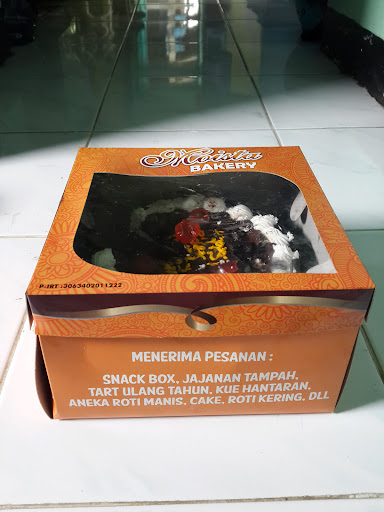 Moista
BAKERY
P-IRT :3063402011222
MENERIMA PESANAN :
SNACK BOX, JAJANAN TAMPAH,
TART ULANG TAHUN, KUE HANTARAN,
ANEKA ROTI MANIS, CAKE, ROTI KERING, DLL